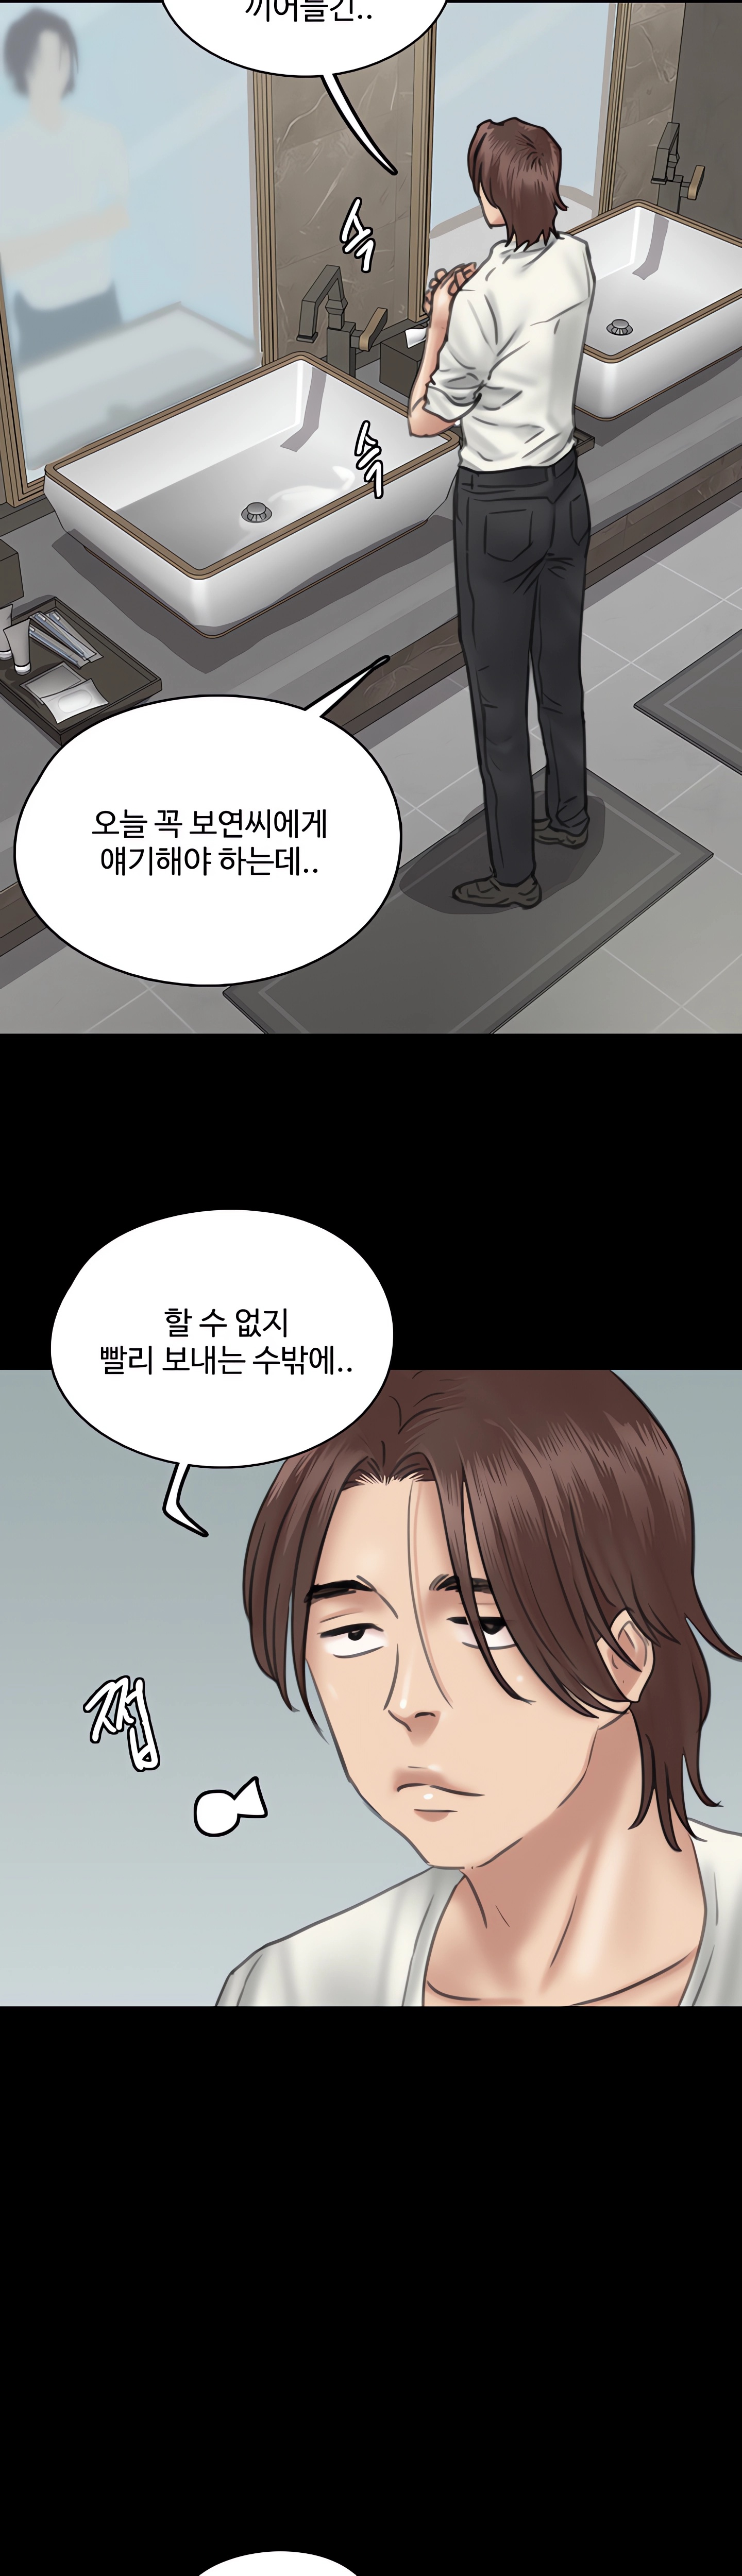 끼어들긴..
슥
슥
오늘 꼭 보연씨에게
얘기해야 하는데..
할 수 없지
빨리 보내는 수밖에..
쩝